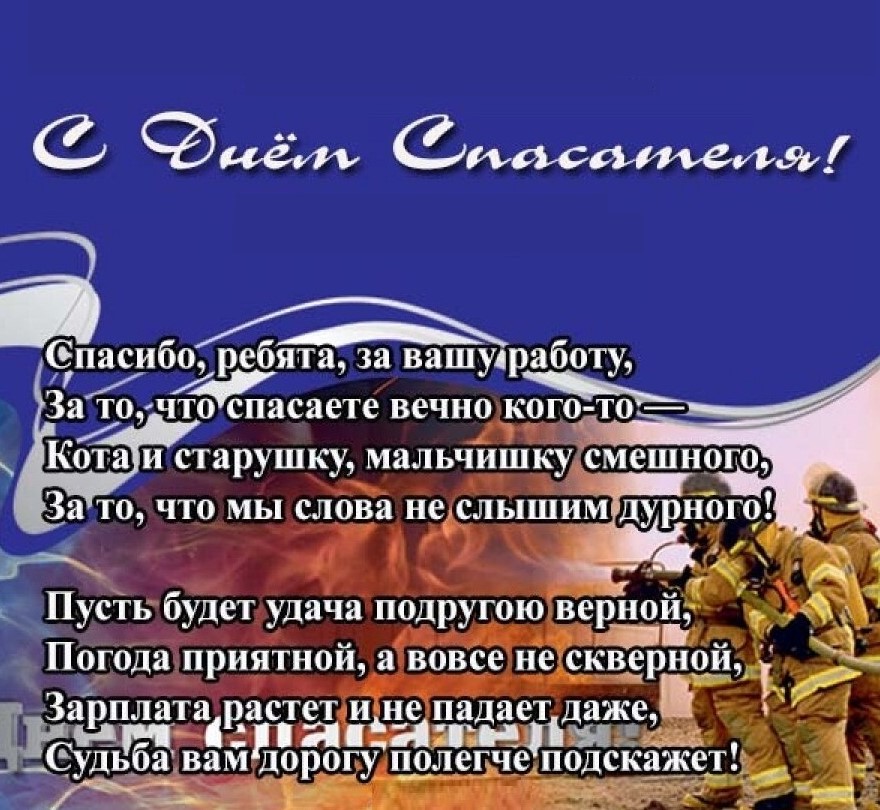 С Днём Спасателя!
Спасибо, ребята, за вашу работу,
За то, что спасаете вечно кого-то —
Кота и старушку, мальчишку смешного,
За то, что мы слова не слышим дурного!
Пусть будет удача подругою верной,
Погода приятной, а вовсе не скверной,
Зарплата растет и не падает даже,
Днем спасателя!
Судьба вам дорогу полегче подскажет!